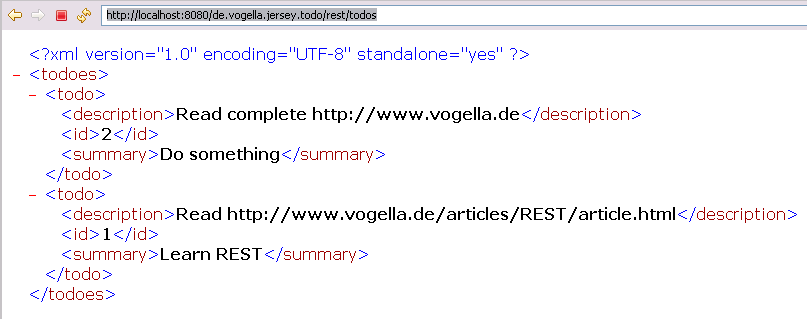 http://localhost:8080/de.vogella.jersey.todo/rest/todos
<?xml version="1.0" encoding="UTF-8" standalone="yes" ?>
- <todoes>
- <todo>
<description>Read complete http://www.vogella.de</description>
<id>2</id>
<summary>Do something</summary>
</todo>
- <todo>
<description>Read http://www.vogella.de/articles/REST/article.html</description>
<id>1</id>
<summary>Learn REST</summary>
</todo>
</todoes>